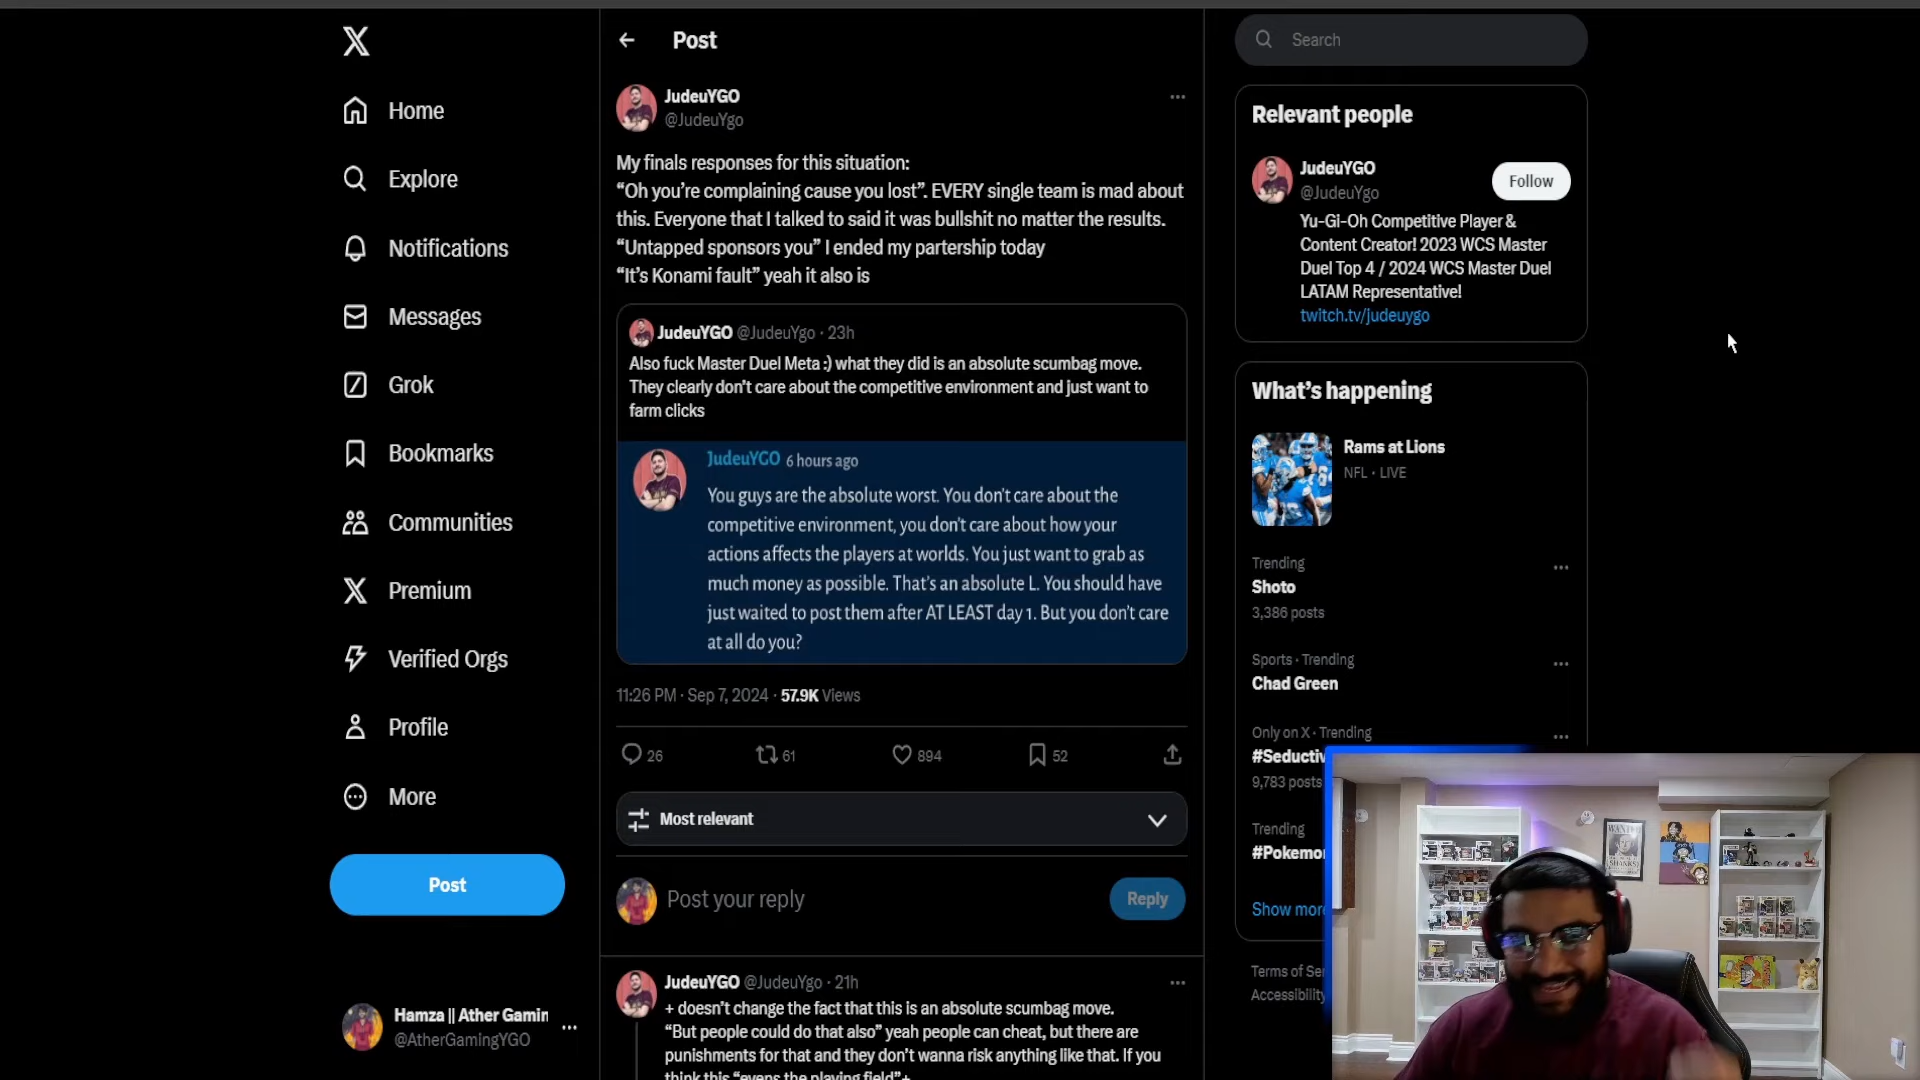 Home
Explore
Notifications
Messages
Grok
Bookmarks
Communities
Premium
Verified Orgs
Profile
More
Post
Hamza || Ather Gamin
@AtherGamingYGO
Post
JudeuYGO
@JudeuYgo
My finals responses for this situation:
“Oh you’re complaining cause you lost”. EVERY single team is mad about
this. Everyone that I talked to said it was bullshit no matter the results.
“Untapped sponsors you” I ended my partership today
“It’s Konami fault” yeah it also is
JudeuYGO @JudeuYgo · 23h
Also fuck Master Duel Meta :) what they did is an absolute scumbag move.
They clearly don’t care about the competitive environment and just want to
farm clicks
JudeuYGO 6 hours ago
You guys are the absolute worst. You don't care about the
competitive environment, you don't care about how your
actions affects the players at worlds. You just want to grab as
much money as possible. That's an absolute L. You should have
just waited to post them after AT LEAST day 1. But you don't care
at all do you?
11:26 PM · Sep 7, 2024 · 57.9K Views
26 61 894 52
Most relevant
Post your reply
Reply
JudeuYGO @JudeuYgo · 21h
+ doesn’t change the fact that this is an absolute scumbag move.
“But people could do that also” yeah people can cheat, but there are
punishments for that and they don’t wanna risk anything like that. If you
think this “evens the playing field”+
Search
Relevant people
JudeuYGO
@JudeuYgo
Follow
Yu-Gi-Oh Competitive Player &
Content Creator! 2023 WCS Master
Duel Top 4 / 2024 WCS Master Duel
LATAM Representative!
twitch.tv/judeuygo
What’s happening
Rams at Lions
NFL · LIVE
Trending
Shoto
3,386 posts
Sports · Trending
Chad Green
Only on X · Trending
#Seductiv
9,783 posts
Trending
#Pokemo
Show more
Terms of Ser
Accessibility
WANTED
SHANKS